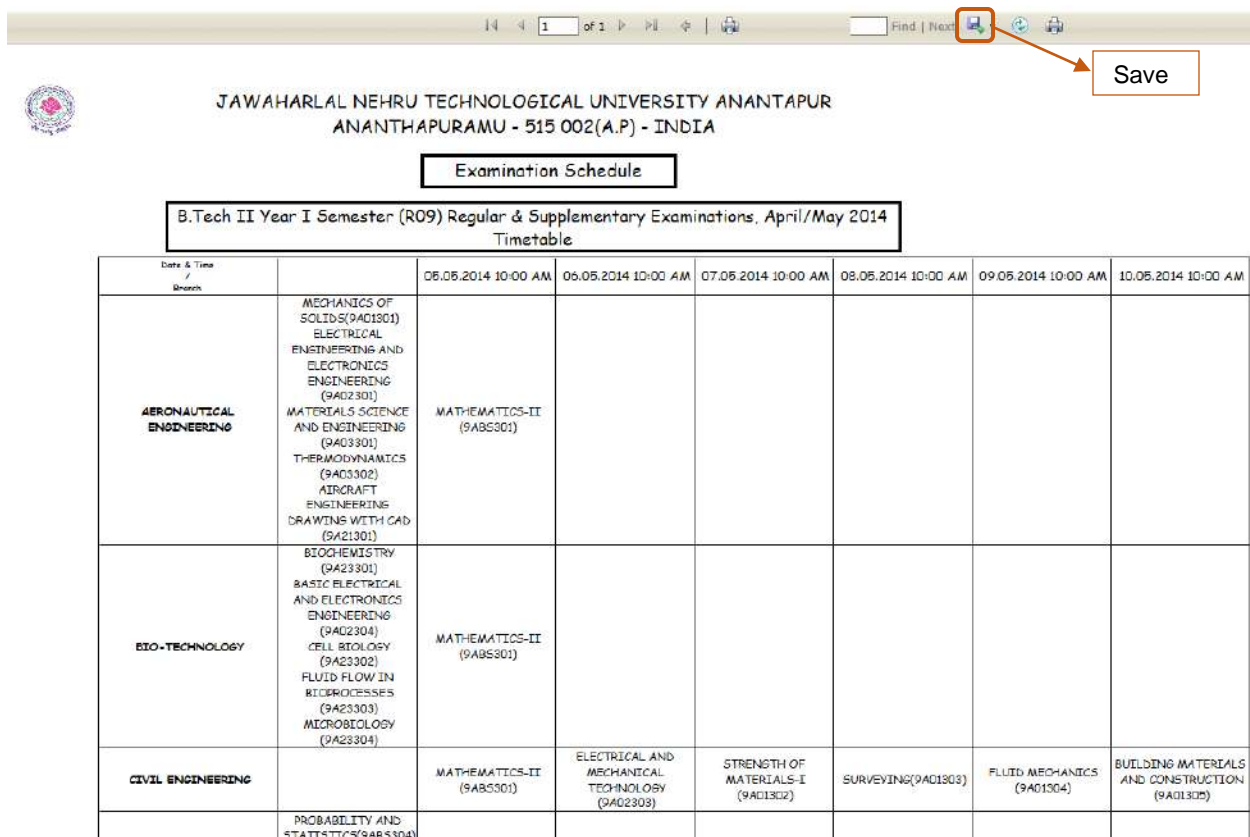 1 of 1 Find | Next
Save
JAWAHARLAL NEHRU TECHNOLOGICAL UNIVERSITY ANANTAPUR
ANANTHAPURAMU - 515 002(A.P) - INDIA
Examination Schedule
B.Tech II Year I Semester (R09) Regular & Supplementary Examinations, April/May 2014
Timetable
Date & Time
/
Branch
05.05.2014 10:00 AM 06.05.2014 10:00 AM 07.05.2014 10:00 AM 08.05.2014 10:00 AM 09.05.2014 10:00 AM 10.05.2014 10:00 AM
AERONAUTICAL
ENGINEERING
MECHANICS OF
SOLIDS(9A01301)
ELECTRICAL
ENGINEERING AND
ELECTRONICS
ENGINEERING
(9A02301)
MATERIALS SCIENCE
AND ENGINEERING
(9A03301)
THERMODYNAMICS
(9A03302)
AIRCRAFT
ENGINEERING
DRAWING WITH CAD
(9A21301)
MATHEMATICS-II
(9ABS301)
BIO-TECHNOLOGY
BIOCHEMISTRY
(9A23301)
BASIC ELECTRICAL
AND ELECTRONICS
ENGINEERING
(9A02304)
CELL BIOLOGY
(9A23302)
FLUID FLOW IN
BIOPROCESSES
(9A23303)
MICROBIOLOGY
(9A23304)
MATHEMATICS-II
(9ABS301)
CIVIL ENGINEERING
MATHEMATICS-II
(9ABS301)
ELECTRICAL AND
MECHANICAL
TECHNOLOGY
(9A02303)
STRENGTH OF
MATERIALS-I
(9A01302)
SURVEYING(9A01303)
FLUID MECHANICS
(9A01304)
BUILDING MATERIALS
AND CONSTRUCTION
(9A01305)
PROBABILITY AND
STATISTICS(9ABS304)